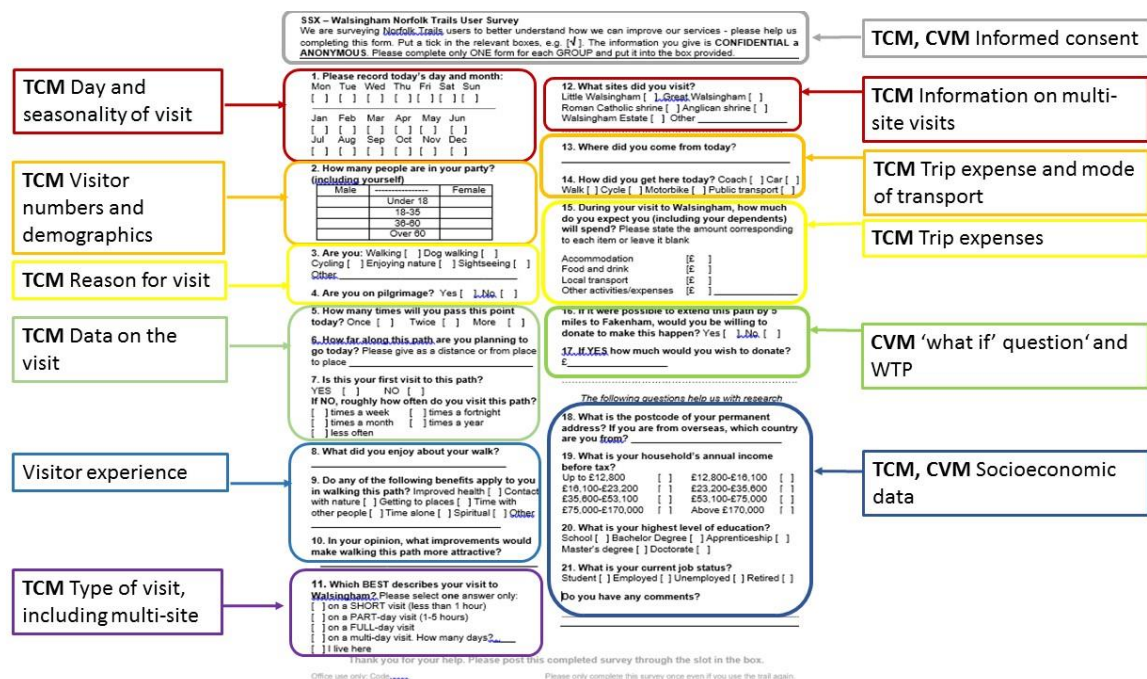 SSX – Walsingham Norfolk Trails User Survey
We are surveying Norfolk Trails users to better understand how we can improve our services - please help us
completing this form. Put a tick in the relevant boxes, e.g. [√]. The information you give is CONFIDENTIAL a
ANONYMOUS. Please complete only ONE form for each GROUP and put it into the box provided.
TCM, CVM Informed consent
TCM Day and
seasonality of visit
TCM Visitor
numbers and
demographics
TCM Reason for visit
TCM Data on the
visit
Visitor experience
TCM Type of visit,
including multi-site
1. Please record today's day and month:
Mon Tue Wed Thu Fri Sat Sun
[ ] [ ] [ ] [ ] [ ] [ ] [ ]
Jan Feb Mar Apr May Jun
[ ] [ ] [ ] [ ] [ ] [ ]
Jul Aug Sep Oct Nov Dec
[ ] [ ] [ ] [ ] [ ] [ ]
2. How many people are in your party?
(including yourself)
Male ---------------- Female
Under 18
18-35
36-60
Over 60
3. Are you: Walking [ ] Dog walking [ ]
Cycling [ ] Enjoying nature [ ] Sightseeing [ ]
Other
4. Are you on pilgrimage? Yes [ ] No [ ]
5. How many times will you pass this point
today? Once [ ] Twice [ ] More [ ]
6. How far along this path are you planning to
go today? Please give as a distance or from place
to place
7. Is this your first visit to this path?
YES [ ] NO [ ]
If NO, roughly how often do you visit this path?
[ ] times a week [ ] times a fortnight
[ ] times a month [ ] times a year
[ ] less often
8. What did you enjoy about your walk?
9. Do any of the following benefits apply to you
in walking this path? Improved health [ ] Contact
with nature [ ] Getting to places [ ] Time with
other people [ ] Time alone [ ] Spiritual [ ] Other
10. In your opinion, what improvements would
make walking this path more attractive?
11. Which BEST describes your visit to
Walsingham? Please select one answer only:
[ ] on a SHORT visit (less than 1 hour)
[ ] on a PART-day visit (1-5 hours)
[ ] on a FULL-day visit
[ ] on a multi-day visit. How many days?
[ ] I live here
12. What sites did you visit?
Little Walsingham [ ] Great Walsingham [ ]
Roman Catholic shrine [ ] Anglican shrine [ ]
Walsingham Estate [ ] Other
13. Where did you come from today?
14. How did you get here today? Coach [ ] Car [ ]
Walk [ ] Cycle [ ] Motorbike [ ] Public transport [ ]
15. During your visit to Walsingham, how much
do you expect you (including your dependents)
will spend? Please state the amount corresponding
to each item or leave it blank
Accommodation [£ ]
Food and drink [£ ]
Local transport [£ ]
Other activities/expenses [£ ]
16. If it were possible to extend this path by 5
miles to Fakenham, would you be willing to
donate to make this happen? Yes [ ] No [ ]
17. If YES how much would you wish to donate?
£
The following questions help us with research
18. What is the postcode of your permanent
address? If you are from overseas, which country
are you from?
19. What is your household's annual income
before tax?
Up to £12,800 [ ] £12,800-£16,100 [ ]
£16,100-£23,200 [ ] £23,200-£35,600 [ ]
£35,600-£53,100 [ ] £53,100-£75,000 [ ]
£75,000-£170,000 [ ] Above £170,000 [ ]
20. What is your highest level of education?
School [ ] Bachelor Degree [ ] Apprenticeship [ ]
Master's degree [ ] Doctorate [ ]
21. What is your current job status?
Student [ ] Employed [ ] Unemployed [ ] Retired [ ]
Do you have any comments?
TCM Information on multi-
site visits
TCM Trip expense and mode
of transport
TCM Trip expenses
CVM 'what if' question' and
WTP
TCM, CVM Socioeconomic
data
Thank you for your help. Please post this completed survey through the slot in the box.
Office use only: Code
Please only complete this survey once even if you use the trail again.